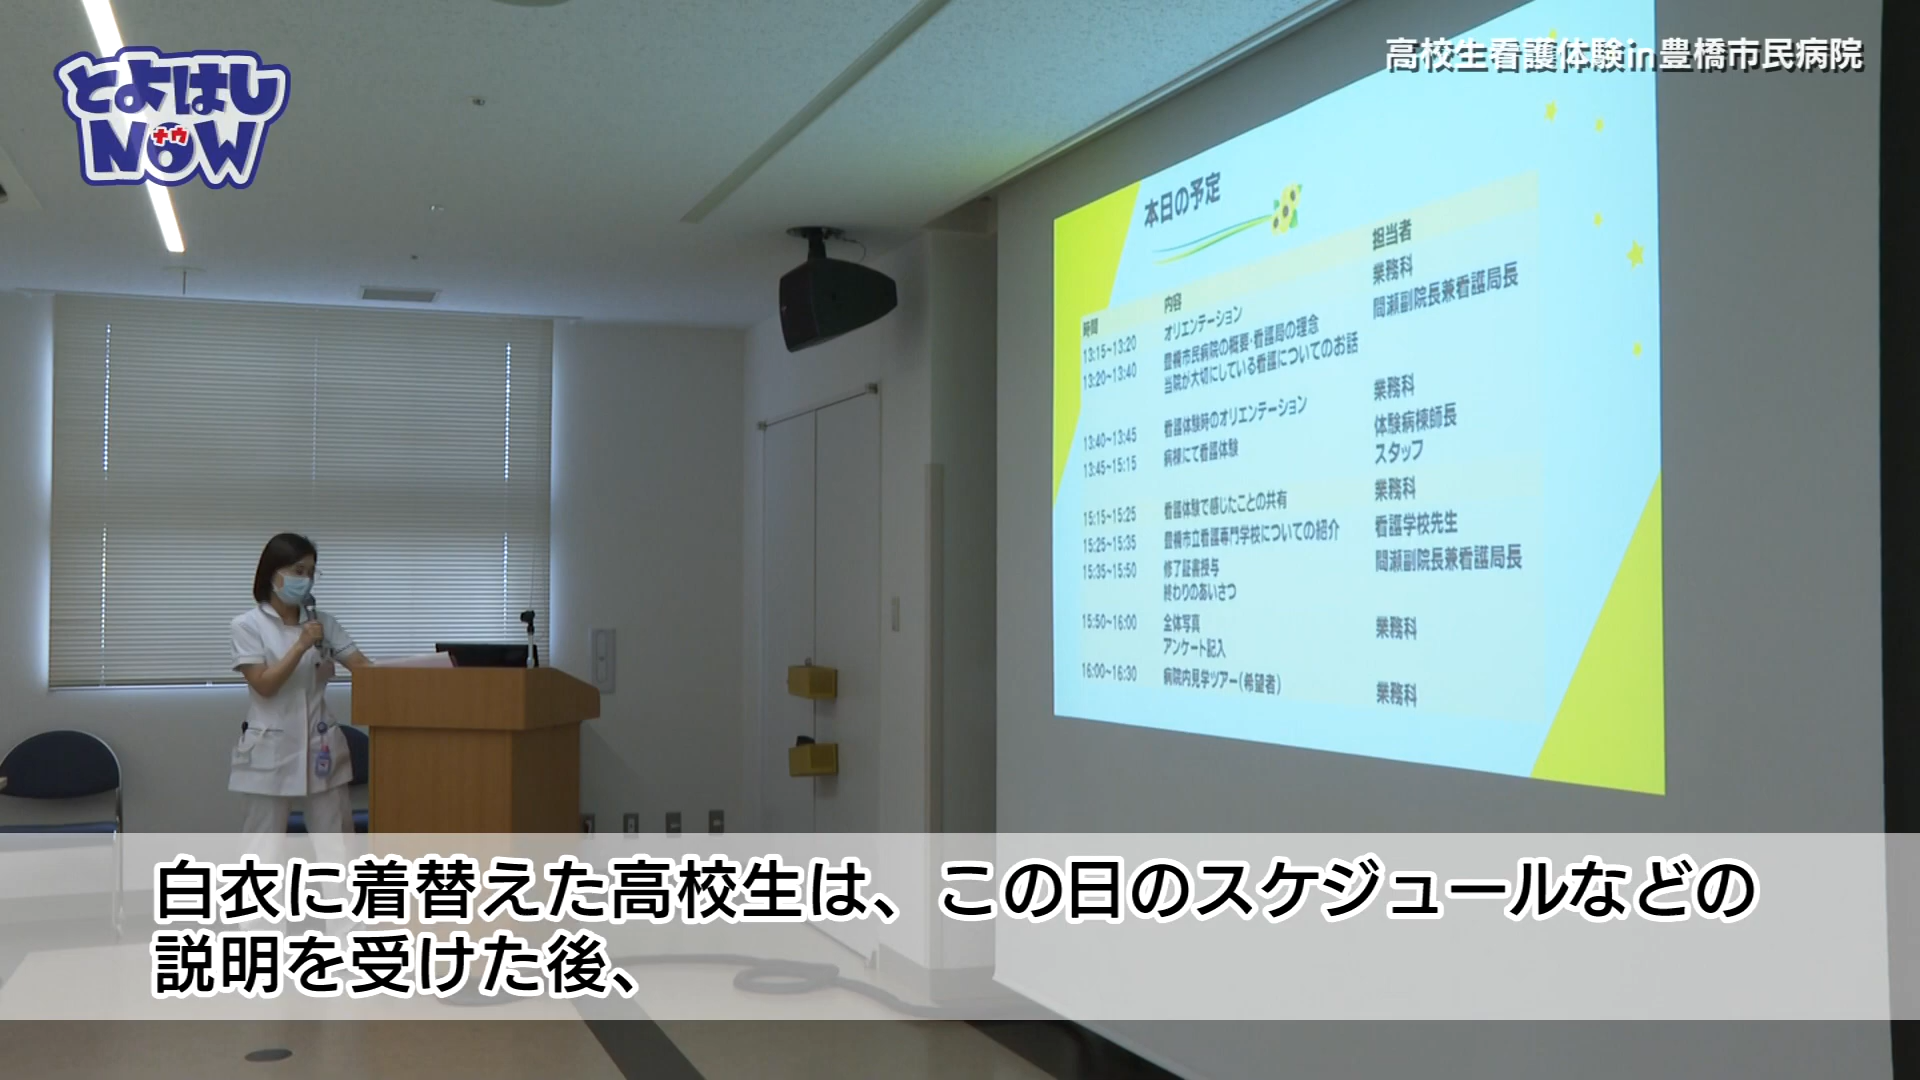 とよはし
NOW
ナウ
高校生看護体験in豊橋市民病院
本日の予定
時間 内容 担当者
13:15~13:20 オリエンテーション 業務科
13:20~13:40 豊橋市民病院の概要・看護局の理念 間瀬副院長兼看護局長
当院が大切にしている看護についてのお話
13:40~13:45 看護体験時のオリエンテーション 業務科
13:45~15:15 病棟にて看護体験 体験病棟師長
スタッフ
15:15~15:25 看護体験で感じたことの共有 業務科
15:25~15:35 豊橋市立看護専門学校についての紹介 看護学校先生
15:35~15:50 修了証書授与 間瀬副院長兼看護局長
終わりのあいさつ
15:50~16:00 全体写真 業務科
アンケート記入
16:00~16:30 病院内見学ツアー(希望者) 業務科
白衣に着替えた高校生は、この日のスケジュールなどの
説明を受けた後、